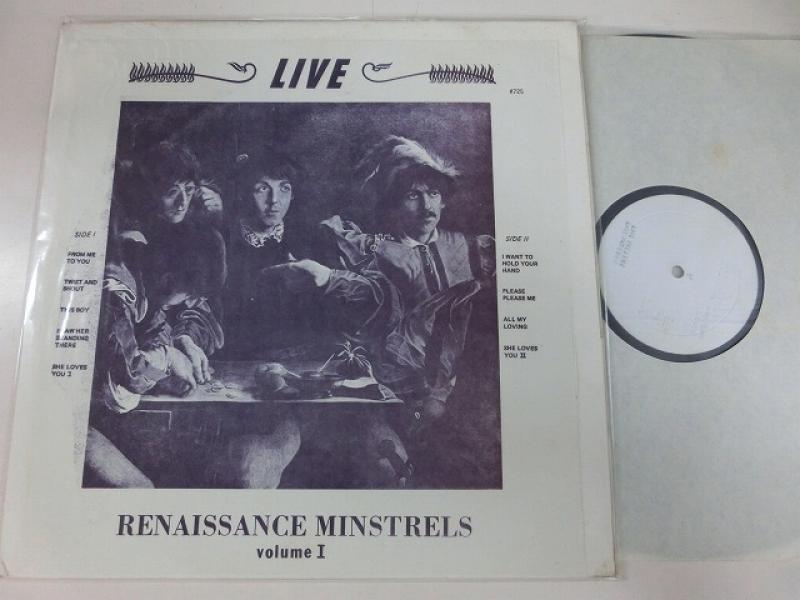 LIVE
#725
SIDE I
FROM ME
TO YOU
TWIST AND
SHOUT
THIS BOY
I SAW HER
STANDING
THERE
SHE LOVES
YOU I
SIDE II
I WANT TO
HOLD YOUR
HAND
PLEASE
PLEASE ME
ALL MY
LOVING
SHE LOVES
YOU II
RENAISSANCE MINSTRELS
volume I